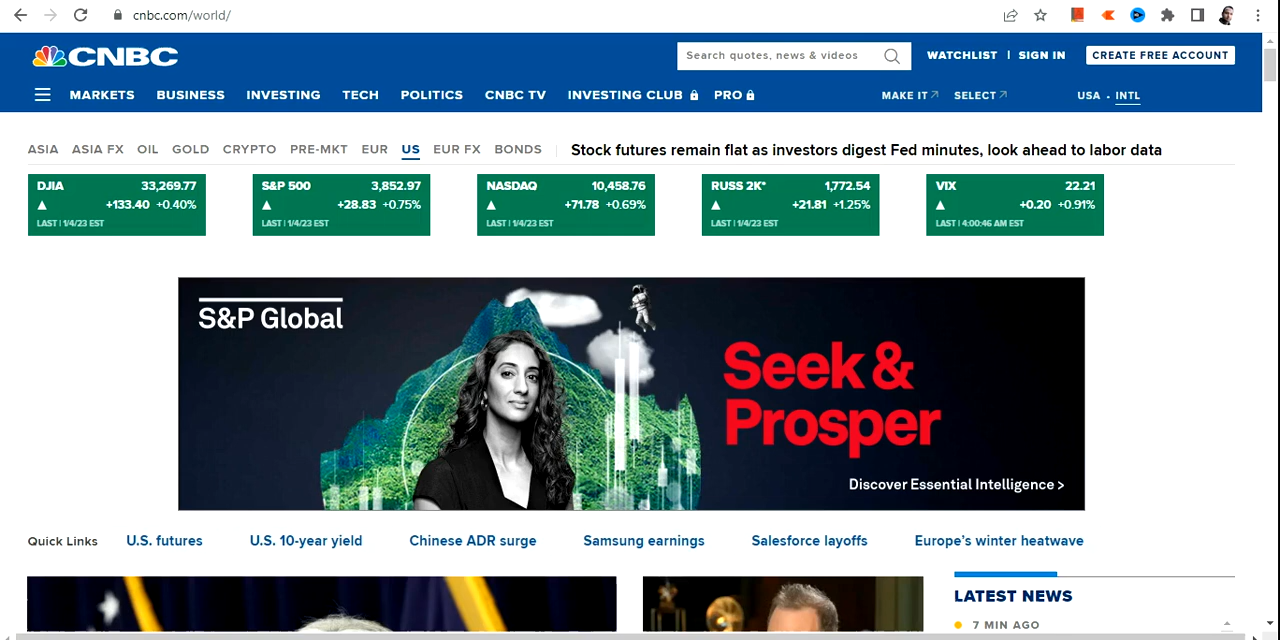 cnbc.com/world/
CNBC
Search quotes, news & videos
WATCHLIST | SIGN IN
CREATE FREE ACCOUNT
MARKETS BUSINESS INVESTING TECH POLITICS CNBC TV INVESTING CLUB PRO
MAKE IT SELECT
USA • INTL
ASIA ASIA FX OIL GOLD CRYPTO PRE-MKT EUR US EUR FX BONDS
Stock futures remain flat as investors digest Fed minutes, look ahead to labor data
DJIA 33,269.77
▲ +133.40 +0.40%
LAST | 1/4/23 EST
S&P 500 3,852.97
▲ +28.83 +0.75%
LAST | 1/4/23 EST
NASDAQ 10,458.76
▲ +71.78 +0.69%
LAST | 1/4/23 EST
RUSS 2K* 1,772.54
▲ +21.81 +1.25%
LAST | 1/4/23 EST
VIX 22.21
▲ +0.20 +0.91%
LAST | 4:00:46 AM EST
S&P Global
Seek &
Prosper
Discover Essential Intelligence >
Quick Links U.S. futures U.S. 10-year yield Chinese ADR surge Samsung earnings Salesforce layoffs Europe’s winter heatwave
LATEST NEWS
7 MIN AGO